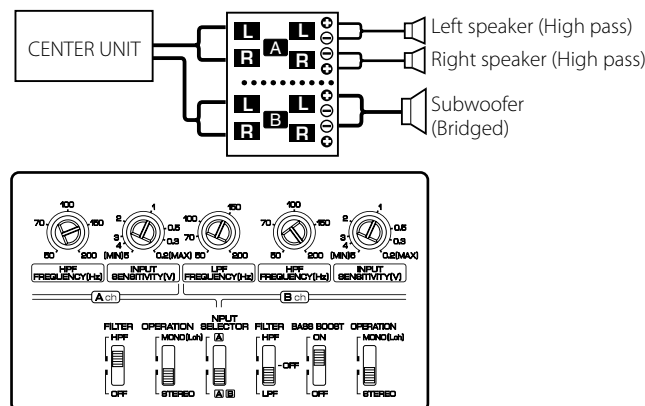 CENTER UNIT
L A L
R R
L L
R B R
Left speaker (High pass)
Right speaker (High pass)
Subwoofer
(Bridged)
100
70 150
50 200
HPF
FREQUENCY(Hz)
1
2 0.5
3 0.3
4
(MIN)5 0.2(MAX)
INPUT
SENSITIVITY(V)
150
100
70
50 200
LPF
FREQUENCY(Hz)
100
70 150
50 200
HPF
FREQUENCY(Hz)
1
2 0.5
3 0.3
4
(MIN)5 0.2(MAX)
INPUT
SENSITIVITY(V)
A ch
B ch
FILTER
HPF
OFF
OPERATION
MONO(Lch)
STEREO
INPUT
SELECTOR
A
A B
FILTER
HPF
OFF
LPF
BASS BOOST
ON
OFF
OPERATION
MONO(Lch)
STEREO